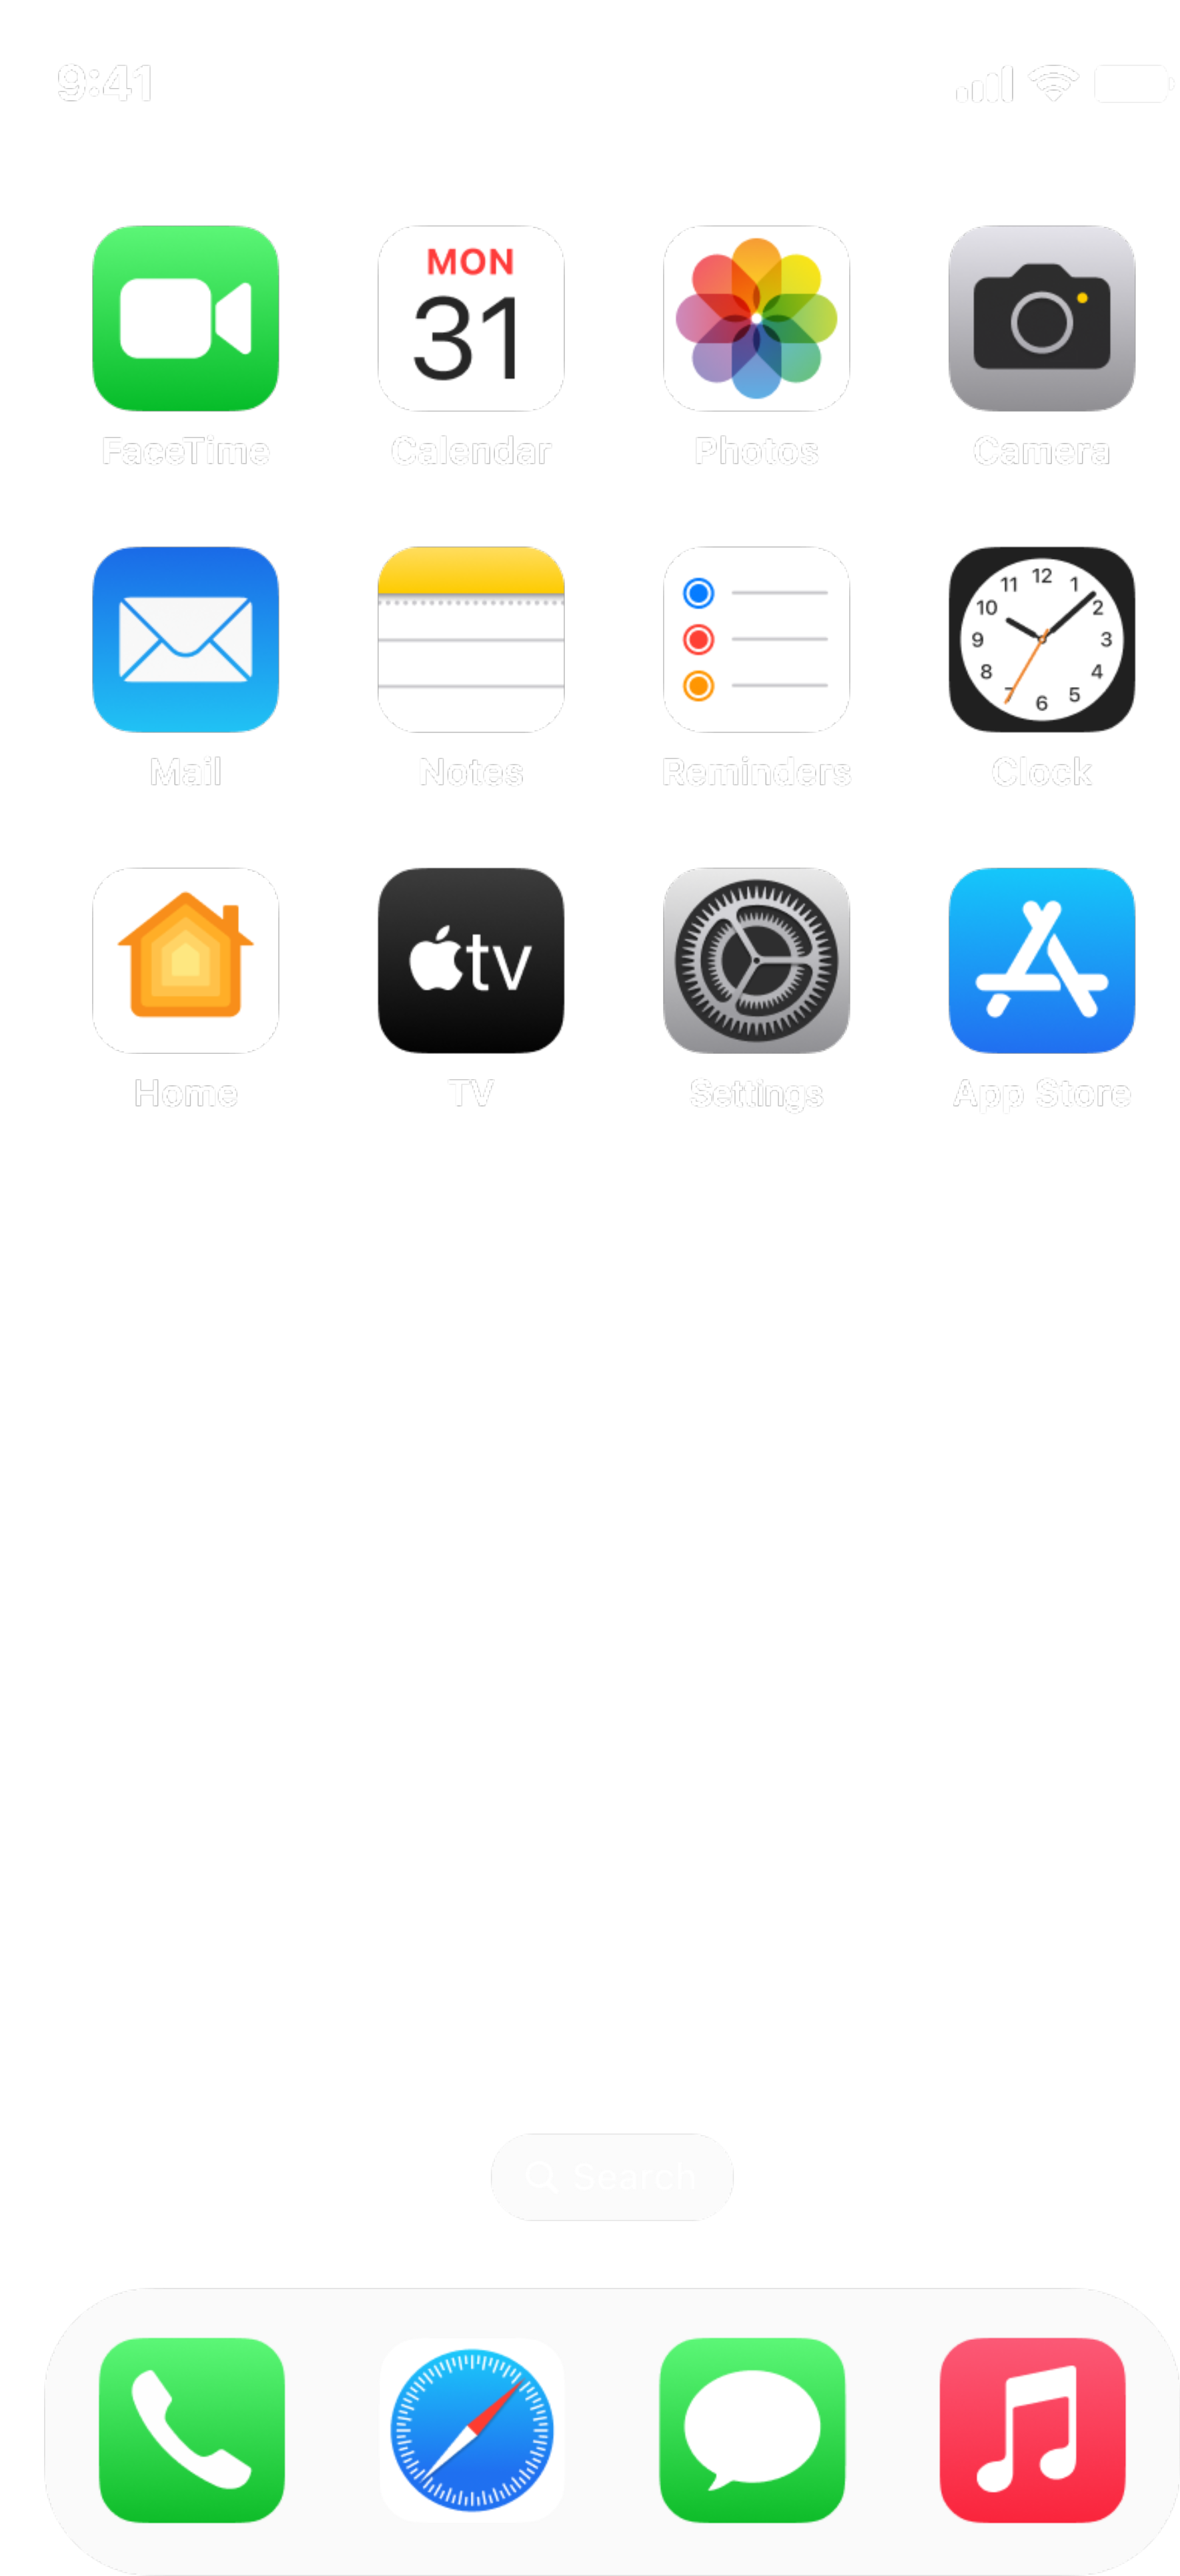 9:41
MON
31
FaceTime
Calendar
Photos
Camera
12
11
1
10
2
9
3
8
4
7
5
6
Mail
Notes
Reminders
Clock
tv
Home
TV
Settings
App Store
Search